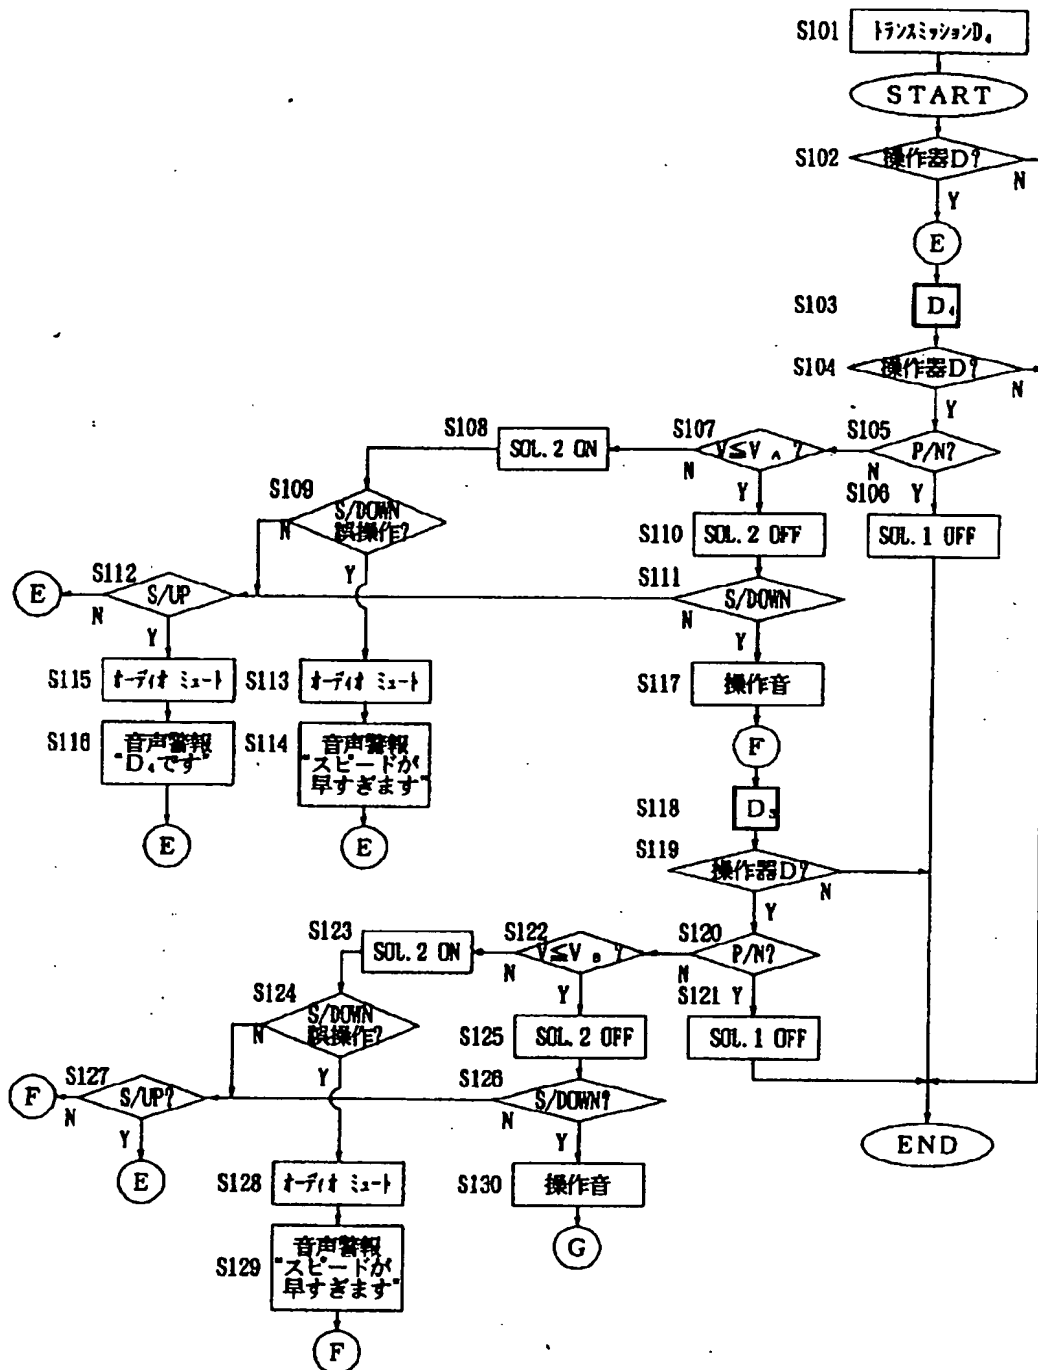 S101
トランスミッションD₄
START
S102
操作器D?
N
Y
E
S103
D₄
S104
操作器D?
N
Y
S105
P/N?
N
Y
S106
SOL. 1 OFF
S107
V≦V A ?
N
Y
S108
SOL. 2 ON
S109
S/DOWN
誤操作?
N
Y
S110
SOL. 2 OFF
S111
S/DOWN
N
Y
S112
S/UP
N
Y
E
S115
オーディオ ミュート
S113
オーディオ ミュート
S117
操作音
S116
音声警報
"D₄です"
S114
音声警報
"スピードが
早すぎます"
F
E
E
S118
D₃
S119
操作器D?
N
Y
S120
P/N?
N
Y
S121
SOL. 1 OFF
S122
V≦V B ?
N
Y
S123
SOL. 2 ON
S124
S/DOWN
誤操作?
N
Y
S125
SOL. 2 OFF
S126
S/DOWN?
N
Y
S127
S/UP?
N
Y
F
E
END
S128
オーディオ ミュート
S130
操作音
S129
音声警報
"スピードが
早すぎます"
G
F